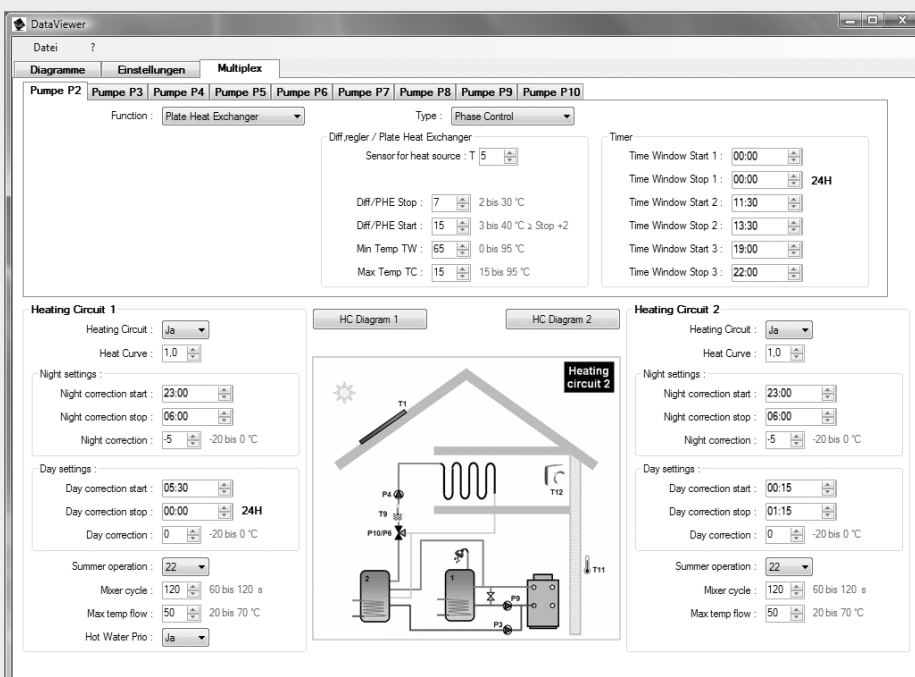 DataViewer
Datei ?
Diagramme Einstellungen Multiplex
Pumpe P2 Pumpe P3 Pumpe P4 Pumpe P5 Pumpe P6 Pumpe P7 Pumpe P8 Pumpe P9 Pumpe P10
Function : Plate Heat Exchanger Type : Phase Control
Diff,regler / Plate Heat Exchanger
Sensor for heat source : T 5
Diff/PHE Stop : 7 2 bis 30 °C
Diff/PHE Start : 15 3 bis 40 °C ≥ Stop +2
Min Temp TW : 65 0 bis 95 °C
Max Temp TC : 15 15 bis 95 °C
Timer
Time Window Start 1 : 00:00
Time Window Stop 1 : 00:00 24H
Time Window Start 2 : 11:30
Time Window Stop 2 : 13:30
Time Window Start 3 : 19:00
Time Window Stop 3 : 22:00
Heating Circuit 1
Heating Circuit : Ja
Heat Curve : 1,0
Night settings :
Night correction start : 23:00
Night correction stop : 06:00
Night correction : -5 -20 bis 0 °C
Day settings :
Day correction start : 05:30
Day correction stop : 00:00 24H
Day correction : 0 -20 bis 0 °C
Summer operation : 22
Mixer cycle : 120 60 bis 120 s
Max temp flow : 50 20 bis 70 °C
Hot Water Prio : Ja
HC Diagram 1 HC Diagram 2
Heating
circuit 2
T1
T12
P4
T9
P10/P6
T11
2 1
P9
P3
Heating Circuit 2
Heating Circuit : Ja
Heat Curve : 1,0
Night settings :
Night correction start : 23:00
Night correction stop : 06:00
Night correction : -5 -20 bis 0 °C
Day settings :
Day correction start : 00:15
Day correction stop : 01:15
Day correction : 0 -20 bis 0 °C
Summer operation : 22
Mixer cycle : 120 60 bis 120 s
Max temp flow : 50 20 bis 70 °C